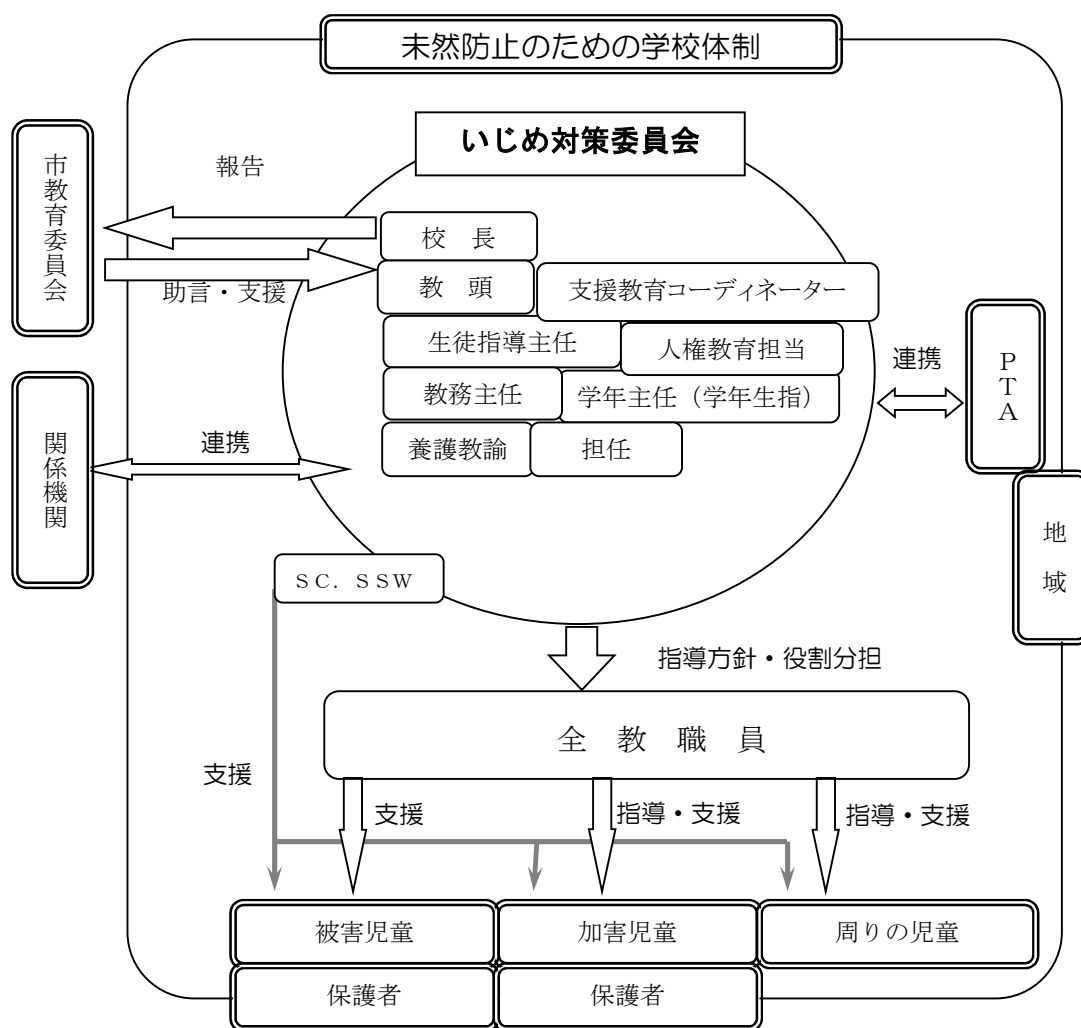 未然防止のための学校体制
いじめ対策委員会
市教育委員会
報告
助言・支援
校　長
教　頭
支援教育コーディネーター
生徒指導主任
人権教育担当
教務主任
学年主任（学年生指）
養護教諭
担任
連携
PTA
関係機関
連携
地域
ＳＣ．ＳＳＷ
指導方針・役割分担
全　教　職　員
支援
支援
指導・支援
指導・支援
被害児童
加害児童
周りの児童
保護者
保護者